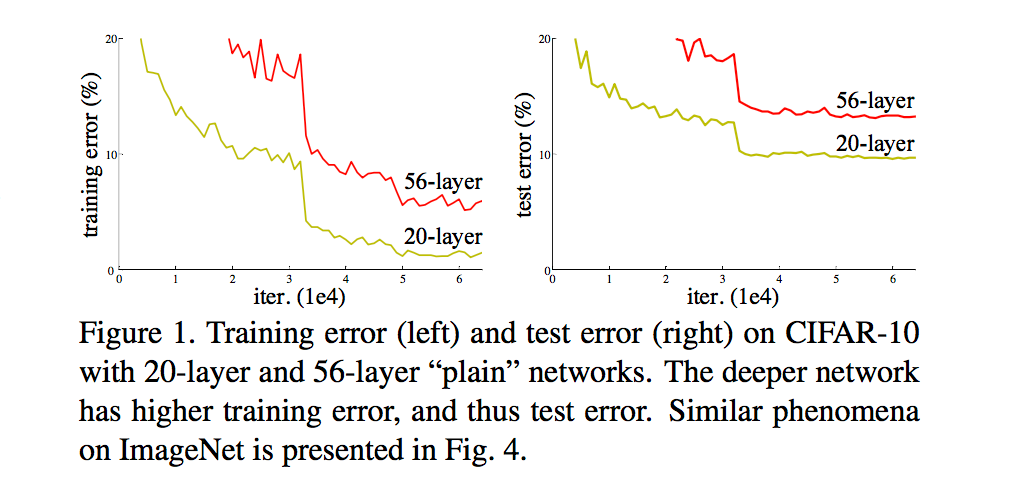 20
10
0
training error (%)
0 1 2 3 4 5 6
iter. (1e4)
56-layer
20-layer
20
10
0
test error (%)
0 1 2 3 4 5 6
iter. (1e4)
56-layer
20-layer
Figure 1. Training error (left) and test error (right) on CIFAR-10
with 20-layer and 56-layer “plain” networks. The deeper network
has higher training error, and thus test error. Similar phenomena
on ImageNet is presented in Fig. 4.